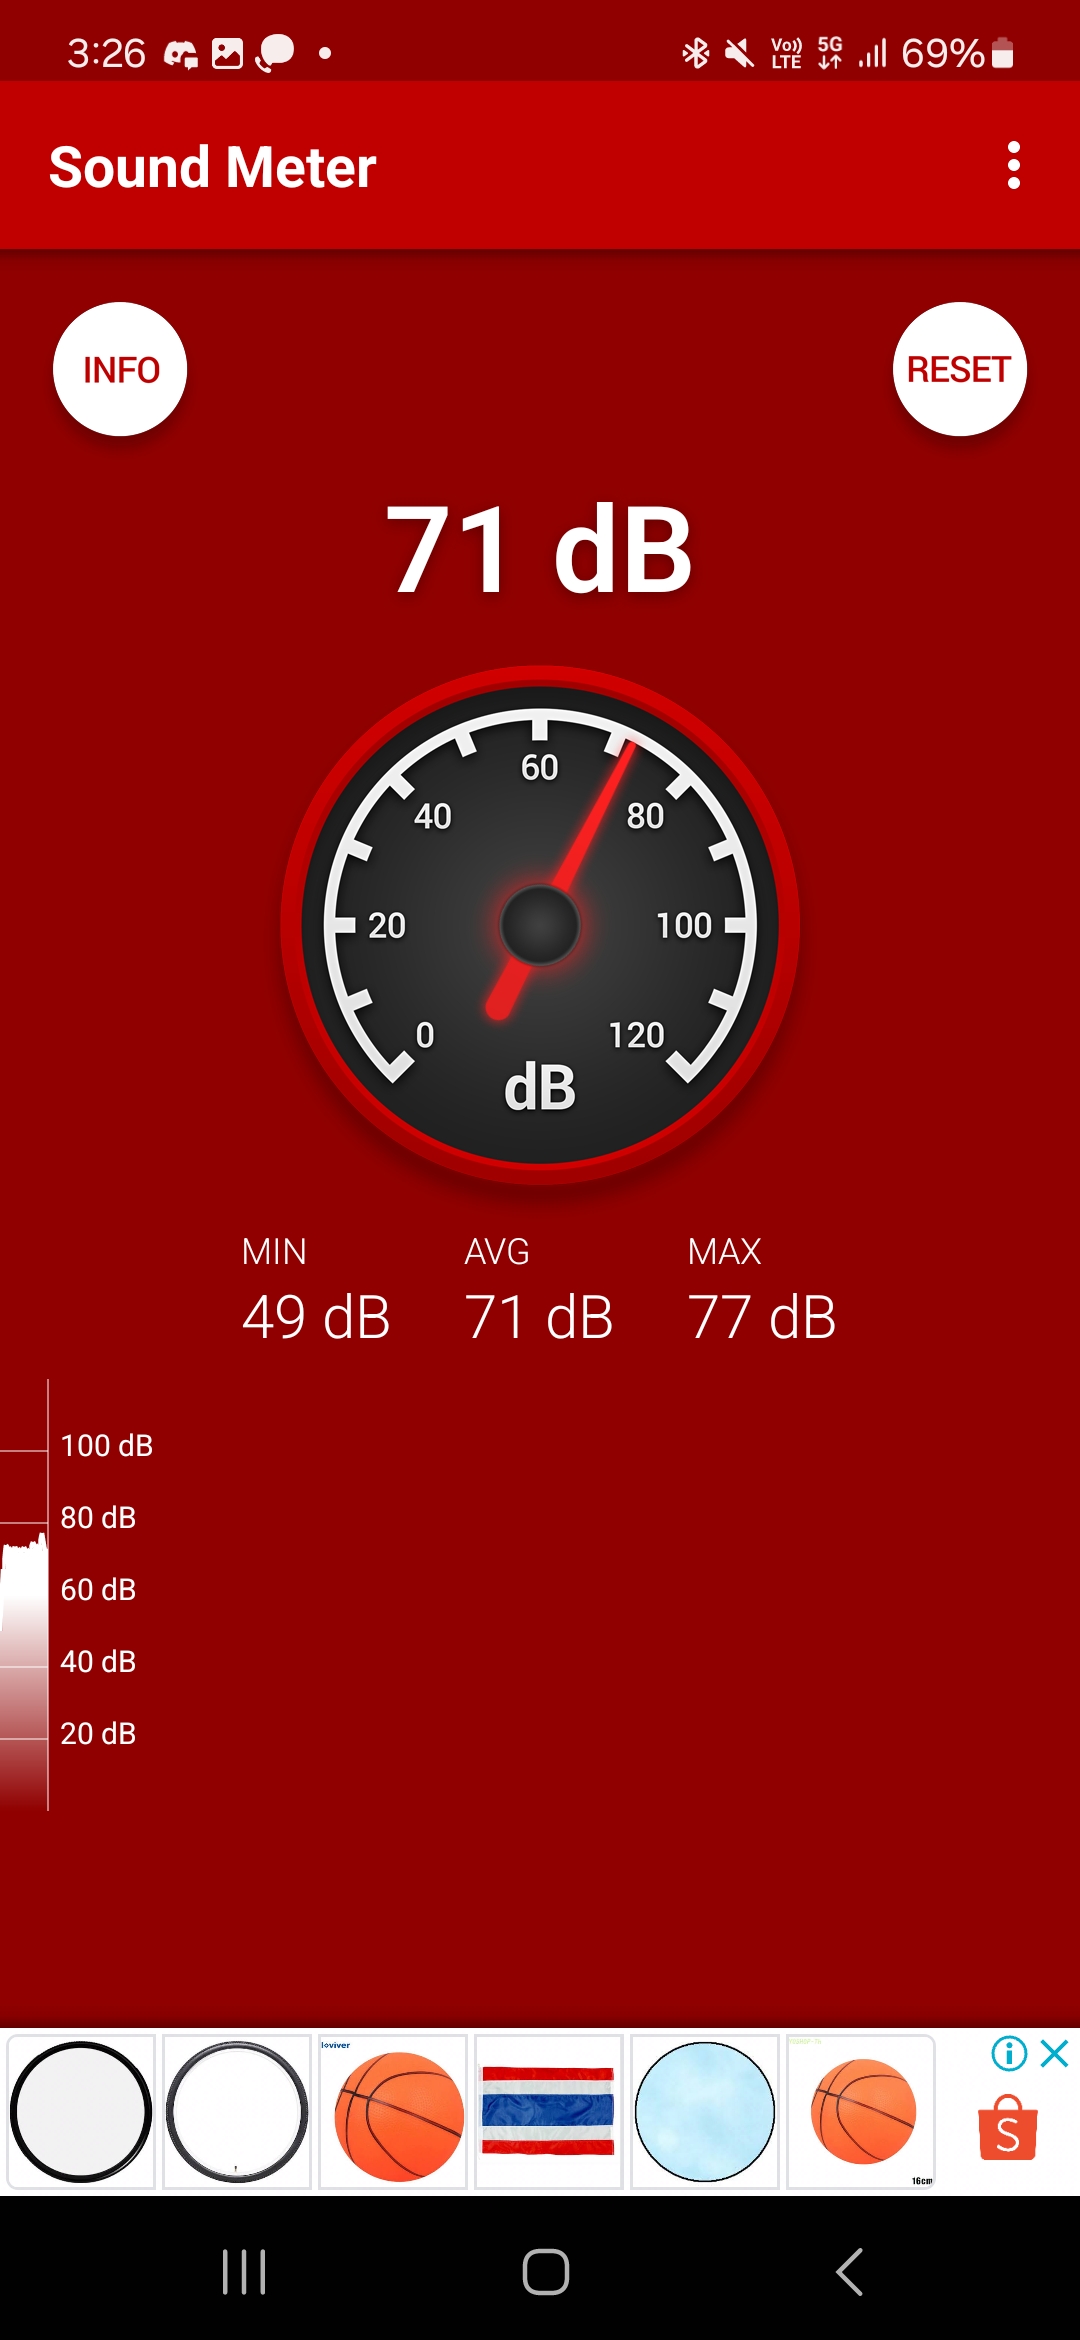 3:26 Vo)) LTE 5G 69%
Sound Meter
INFO RESET
71 dB
60
40 80
20 100
0 120
dB
MIN AVG MAX
49 dB 71 dB 77 dB
100 dB
80 dB
60 dB
40 dB
20 dB
loviver
16cm
S